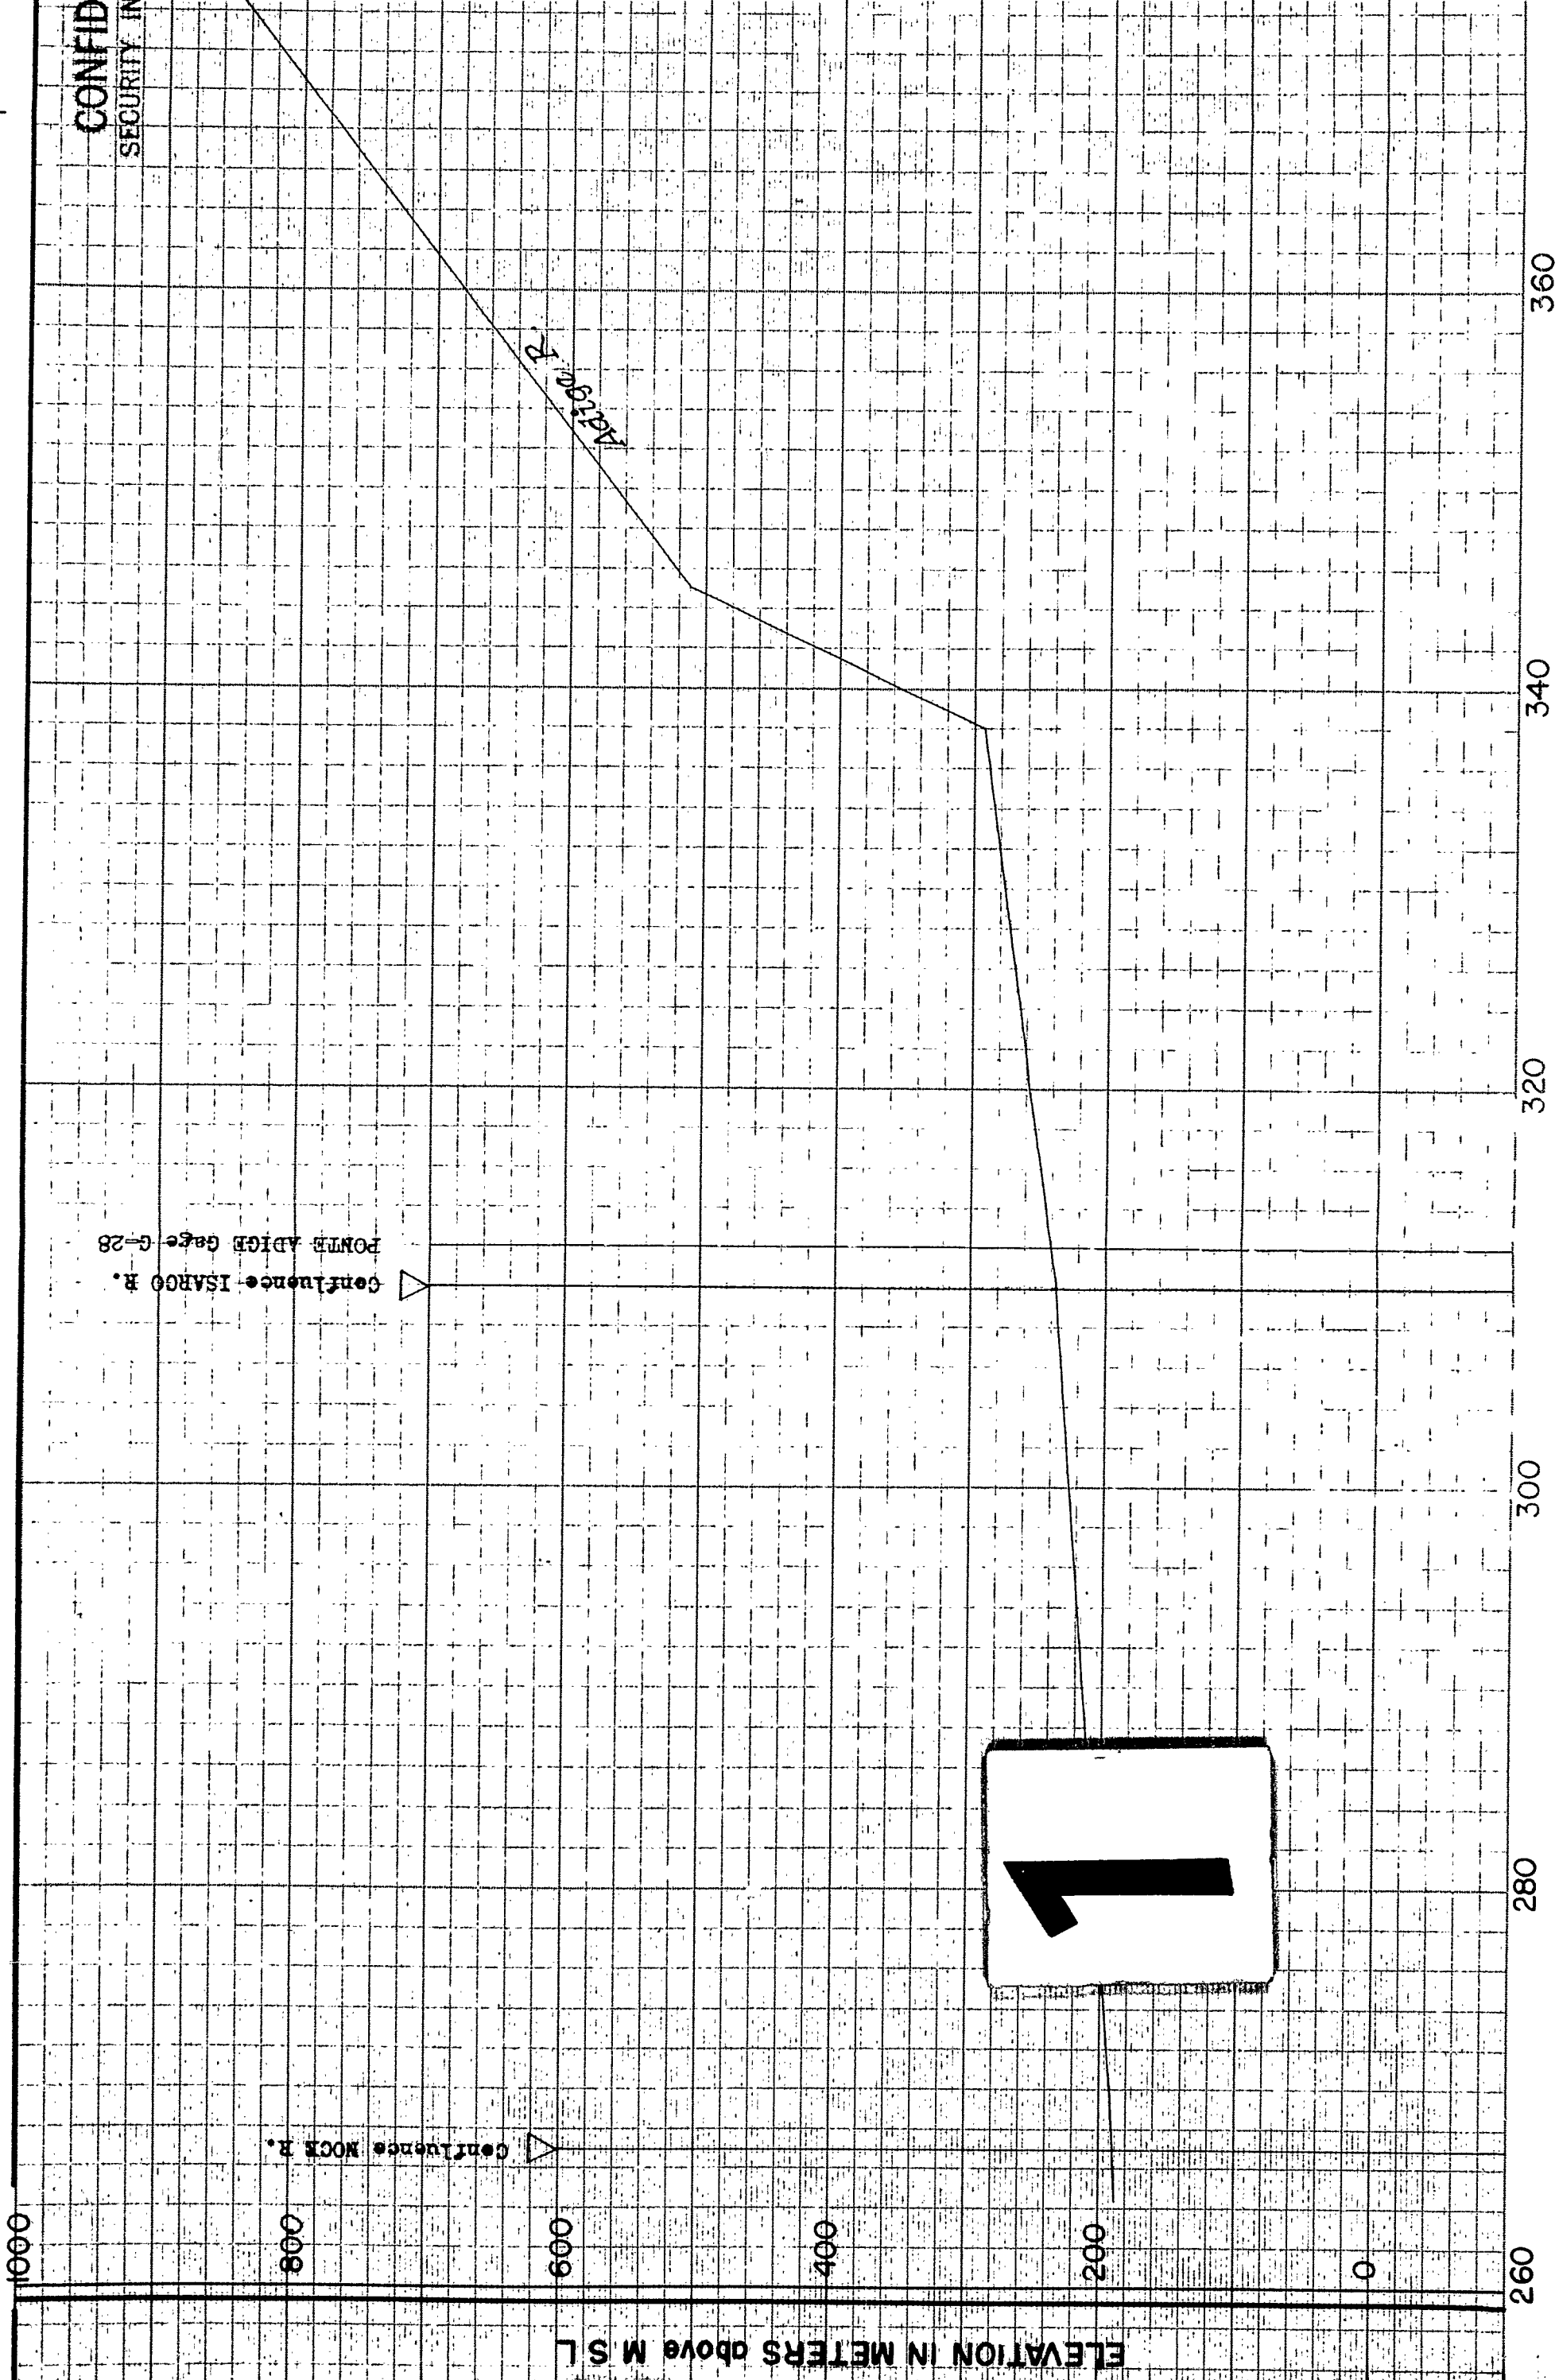 CONFID
SECURITY IN
Adige R.
PONTE ADIGE Gage G-28
Confluence ISARCO R.
Confluence NOCE R.
1000
800
600
400
200
0
ELEVATION IN METERS above M S L
260
280
300
320
340
360
1